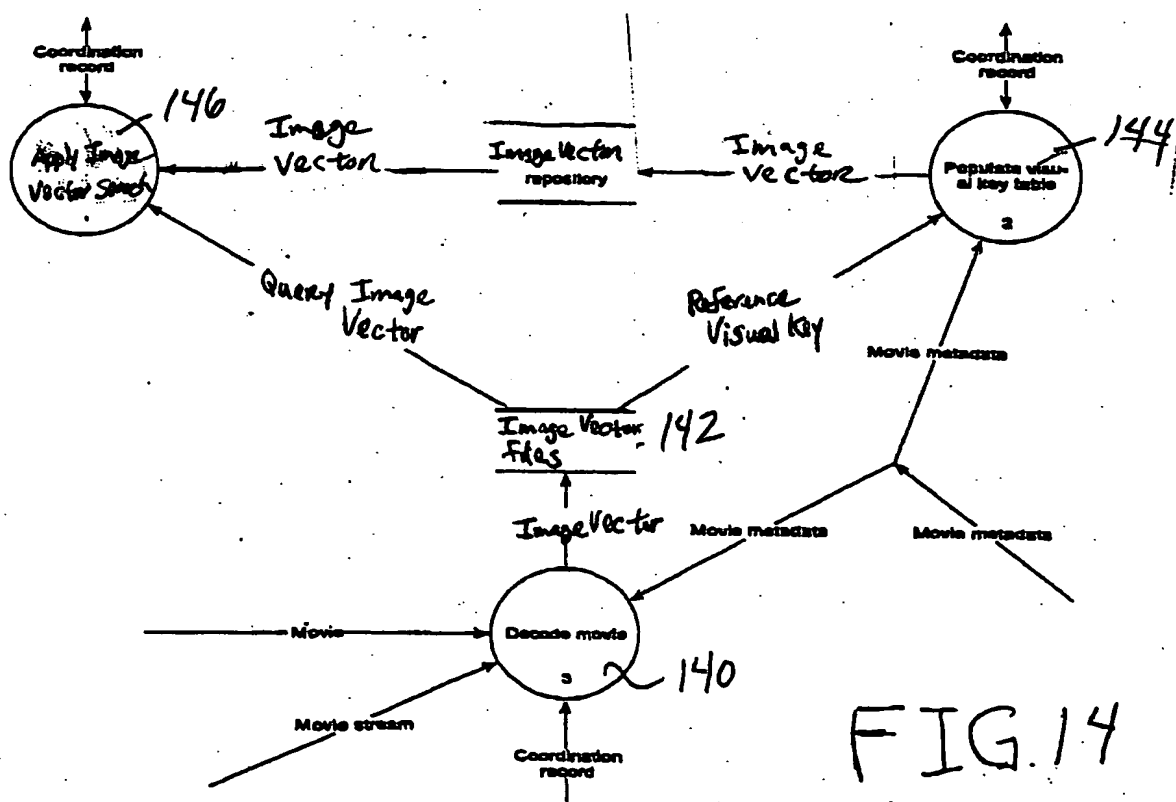 Coordination
record
146
Apply Image
Vector Search
Image
Vector
Image Vector
repository
Image
Vector
Coordination
record
144
Populate visu-
al key table
2
Query Image
Vector
Reference
Visual Key
Movie metadata
Image Vector
Files
142
Image Vector
Movie metadata
Movie metadata
Movie
Decode movie
3
140
Movie stream
Coordination
record
FIG. 14